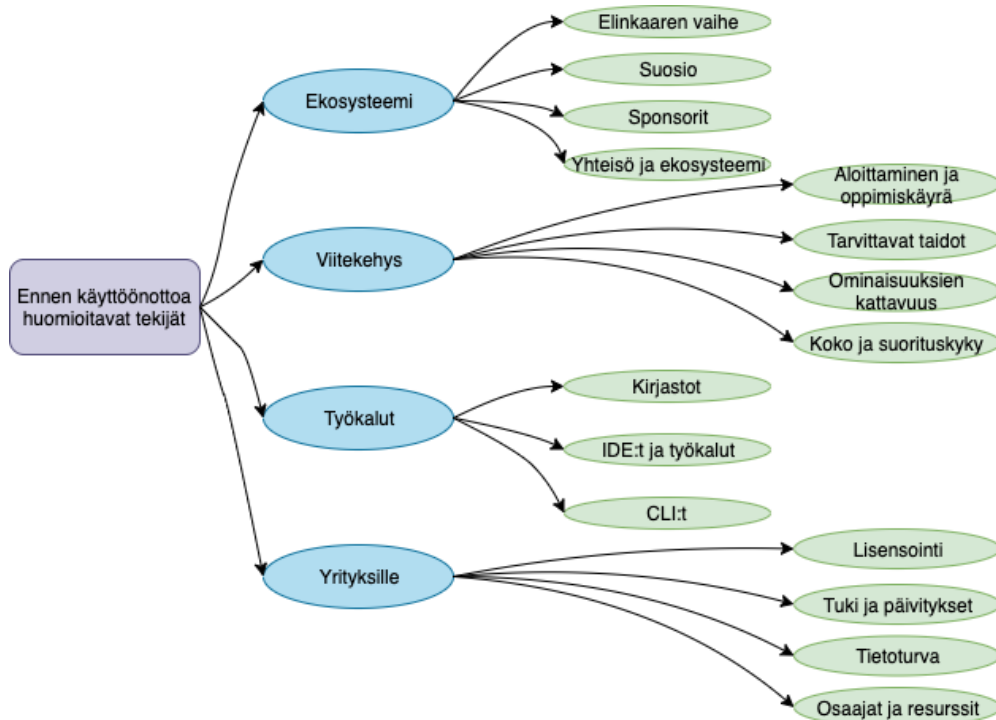 Ennen käyttöönottoa
huomioitavat tekijät
Ekosysteemi
Elinkaaren vaihe
Suosio
Sponsorit
Yhteisö ja ekosysteemi
Viitekehys
Aloittaminen ja
oppimiskäyrä
Tarvittavat taidot
Ominaisuuksien
kattavuus
Koko ja suorituskyky
Työkalut
Kirjastot
IDE:t ja työkalut
CLI:t
Yrityksille
Lisensointi
Tuki ja päivitykset
Tietoturva
Osaajat ja resurssit